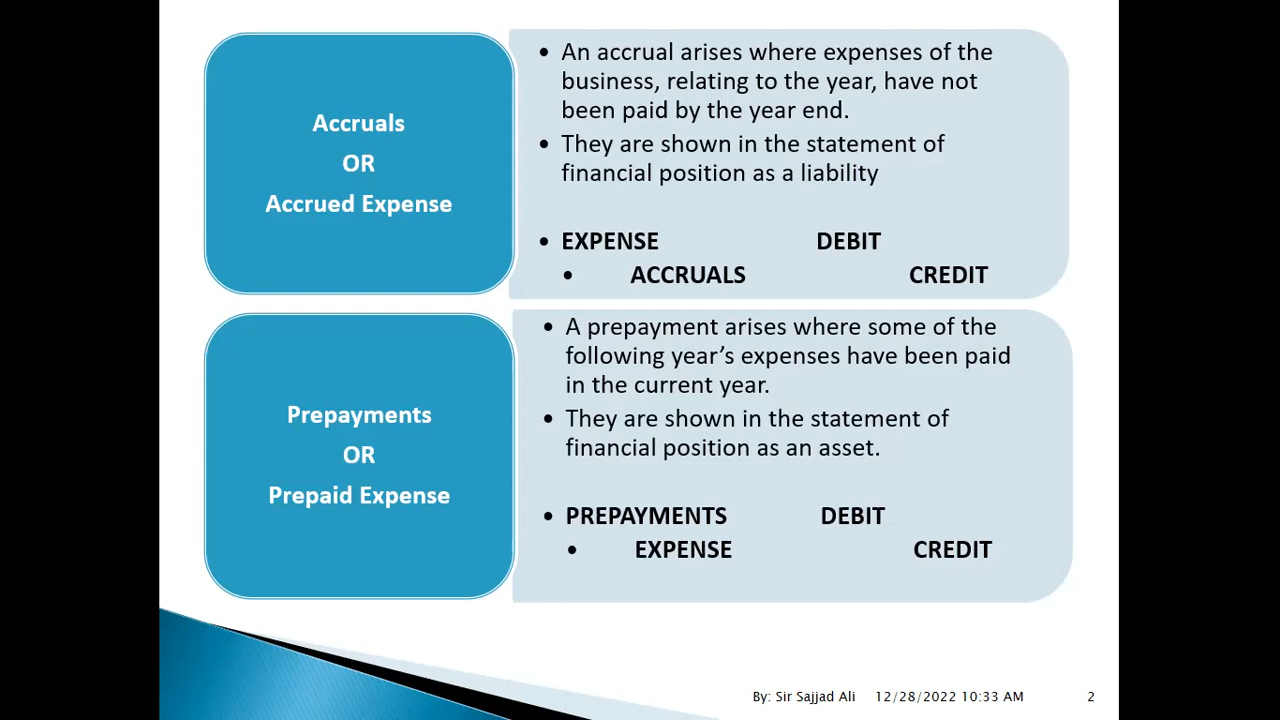 Accruals
OR
Accrued Expense
• An accrual arises where expenses of the
business, relating to the year, have not
been paid by the year end.
• They are shown in the statement of
financial position as a liability
• EXPENSE DEBIT
• ACCRUALS CREDIT
Prepayments
OR
Prepaid Expense
• A prepayment arises where some of the
following year’s expenses have been paid
in the current year.
• They are shown in the statement of
financial position as an asset.
• PREPAYMENTS DEBIT
• EXPENSE CREDIT
By: Sir Sajjad Ali 12/28/2022 10:33 AM 2